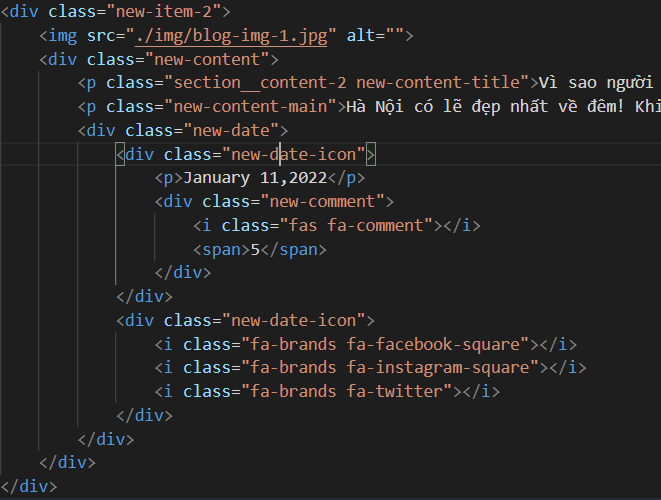 <div class="new-item-2">
<img src="./img/blog-img-1.jpg" alt="">
<div class="new-content">
<p class="section__content-2 new-content-title">Vì sao người
<p class="new-content-main">Hà Nội có lẽ đẹp nhất về đêm! Khi
<div class="new-date">
<div class="new-date-icon">
<p>January 11,2022</p>
<div class="new-comment">
<i class="fas fa-comment"></i>
<span>5</span>
</div>
</div>
<div class="new-date-icon">
<i class="fa-brands fa-facebook-square"></i>
<i class="fa-brands fa-instagram-square"></i>
<i class="fa-brands fa-twitter"></i>
</div>
</div>
</div>
</div>